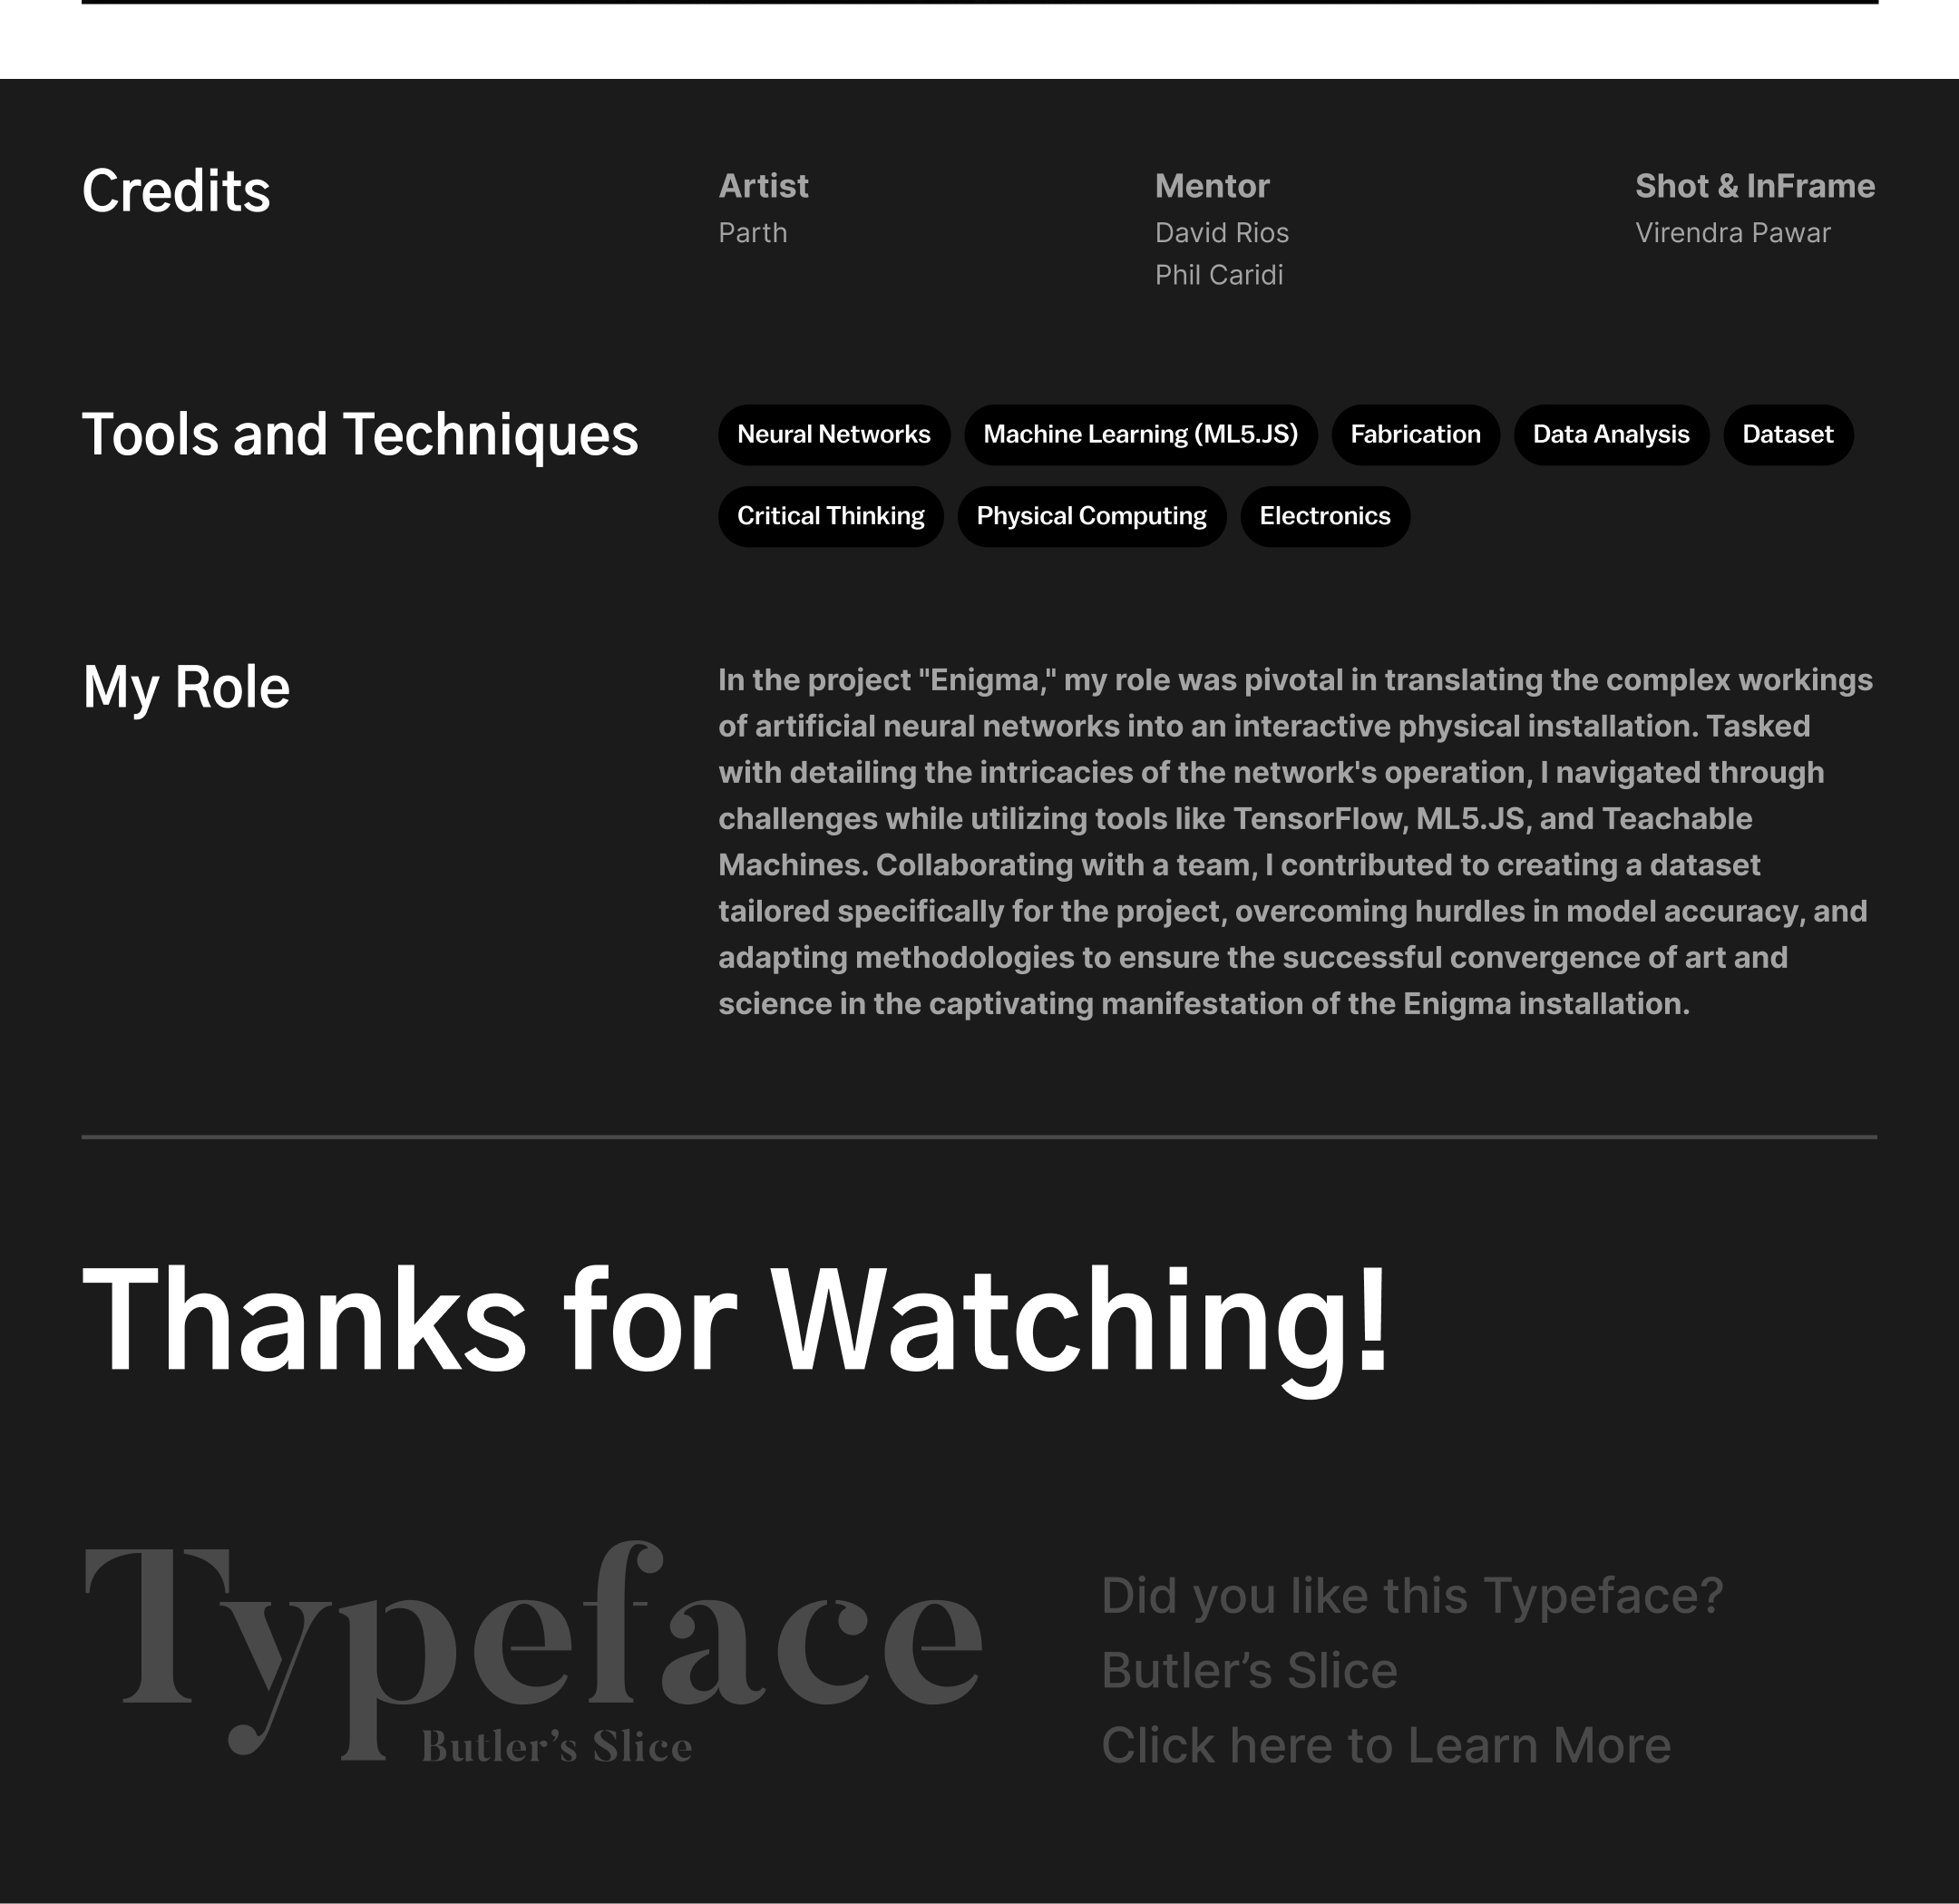 Credits
Artist
Parth
Mentor
David Rios
Phil Caridi
Shot & InFrame
Virendra Pawar
Tools and Techniques
Neural Networks
Machine Learning (ML5.JS)
Fabrication
Data Analysis
Dataset
Critical Thinking
Physical Computing
Electronics
My Role
In the project "Enigma," my role was pivotal in translating the complex workings
of artificial neural networks into an interactive physical installation. Tasked
with detailing the intricacies of the network's operation, I navigated through
challenges while utilizing tools like TensorFlow, ML5.JS, and Teachable
Machines. Collaborating with a team, I contributed to creating a dataset
tailored specifically for the project, overcoming hurdles in model accuracy, and
adapting methodologies to ensure the successful convergence of art and
science in the captivating manifestation of the Enigma installation.
Thanks for Watching!
Typeface
Butler’s Slice
Did you like this Typeface?
Butler’s Slice
Click here to Learn More